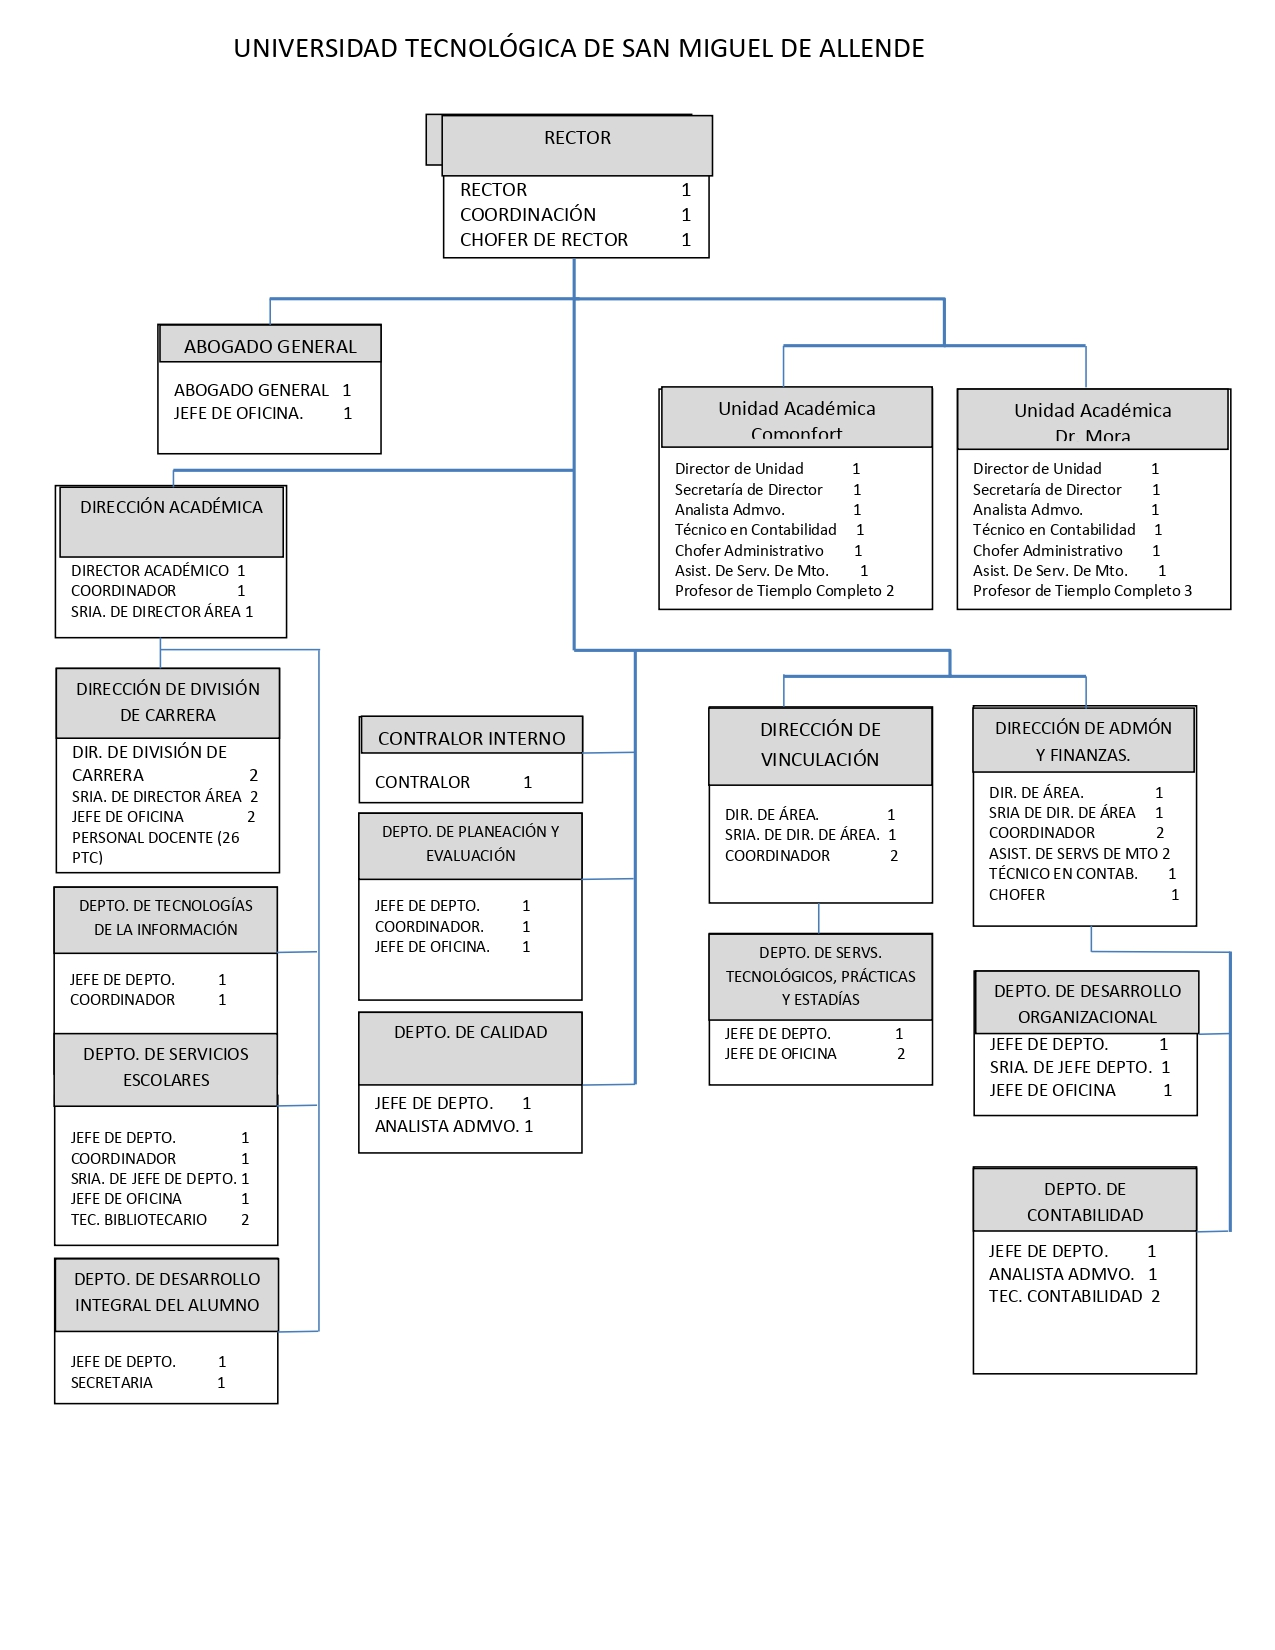 UNIVERSIDAD TECNOLÓGICA DE SAN MIGUEL DE ALLENDE
RECTOR
RECTOR 1
COORDINACIÓN 1
CHOFER DE RECTOR 1
ABOGADO GENERAL
ABOGADO GENERAL 1
JEFE DE OFICINA. 1
Unidad Académica
Comonfort
Director de Unidad 1
Secretaría de Director 1
Analista Admvo. 1
Técnico en Contabilidad 1
Chofer Administrativo 1
Asist. De Serv. De Mto. 1
Profesor de Tiemplo Completo 2
Unidad Académica
Dr. Mora
Director de Unidad 1
Secretaría de Director 1
Analista Admvo. 1
Técnico en Contabilidad 1
Chofer Administrativo 1
Asist. De Serv. De Mto. 1
Profesor de Tiemplo Completo 3
DIRECCIÓN ACADÉMICA
DIRECTOR ACADÉMICO 1
COORDINADOR 1
SRIA. DE DIRECTOR ÁREA 1
DIRECCIÓN DE DIVISIÓN
DE CARRERA
DIR. DE DIVISIÓN DE
CARRERA 2
SRIA. DE DIRECTOR ÁREA 2
JEFE DE OFICINA 2
PERSONAL DOCENTE (26
PTC)
DEPTO. DE TECNOLOGÍAS
DE LA INFORMACIÓN
JEFE DE DEPTO. 1
COORDINADOR 1
DEPTO. DE SERVICIOS
ESCOLARES
JEFE DE DEPTO. 1
COORDINADOR 1
SRIA. DE JEFE DE DEPTO. 1
JEFE DE OFICINA 1
TEC. BIBLIOTECARIO 2
DEPTO. DE DESARROLLO
INTEGRAL DEL ALUMNO
JEFE DE DEPTO. 1
SECRETARIA 1
CONTRALOR INTERNO
CONTRALOR 1
DEPTO. DE PLANEACIÓN Y
EVALUACIÓN
JEFE DE DEPTO. 1
COORDINADOR. 1
JEFE DE OFICINA. 1
DEPTO. DE CALIDAD
JEFE DE DEPTO. 1
ANALISTA ADMVO. 1
DIRECCIÓN DE
VINCULACIÓN
DIR. DE ÁREA. 1
SRIA. DE DIR. DE ÁREA. 1
COORDINADOR 2
DEPTO. DE SERVS.
TECNOLÓGICOS, PRÁCTICAS
Y ESTADÍAS
JEFE DE DEPTO. 1
JEFE DE OFICINA 2
DIRECCIÓN DE ADMÓN
Y FINANZAS.
DIR. DE ÁREA. 1
SRIA DE DIR. DE ÁREA 1
COORDINADOR 2
ASIST. DE SERVS DE MTO 2
TÉCNICO EN CONTAB. 1
CHOFER 1
DEPTO. DE DESARROLLO
ORGANIZACIONAL
JEFE DE DEPTO. 1
SRIA. DE JEFE DEPTO. 1
JEFE DE OFICINA 1
DEPTO. DE
CONTABILIDAD
JEFE DE DEPTO. 1
ANALISTA ADMVO. 1
TEC. CONTABILIDAD 2